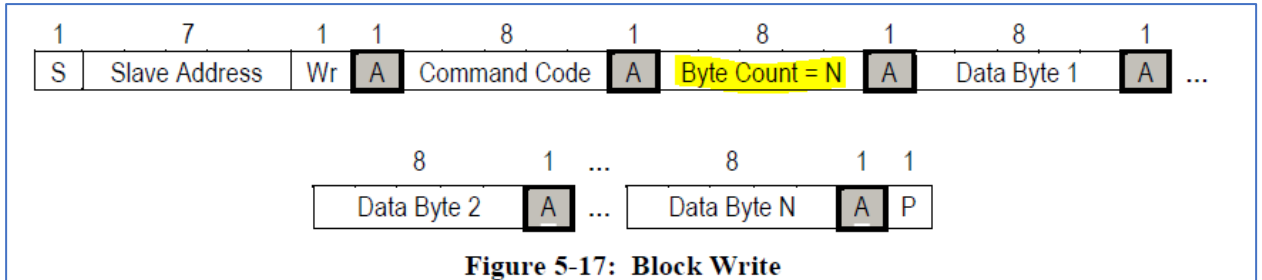 1 7 1 1 8 1 8 1 8 1
S Slave Address Wr A Command Code A Byte Count = N A Data Byte 1 A ...
8 1 ... 8 1 1
Data Byte 2 A ... Data Byte N A P
Figure 5-17: Block Write